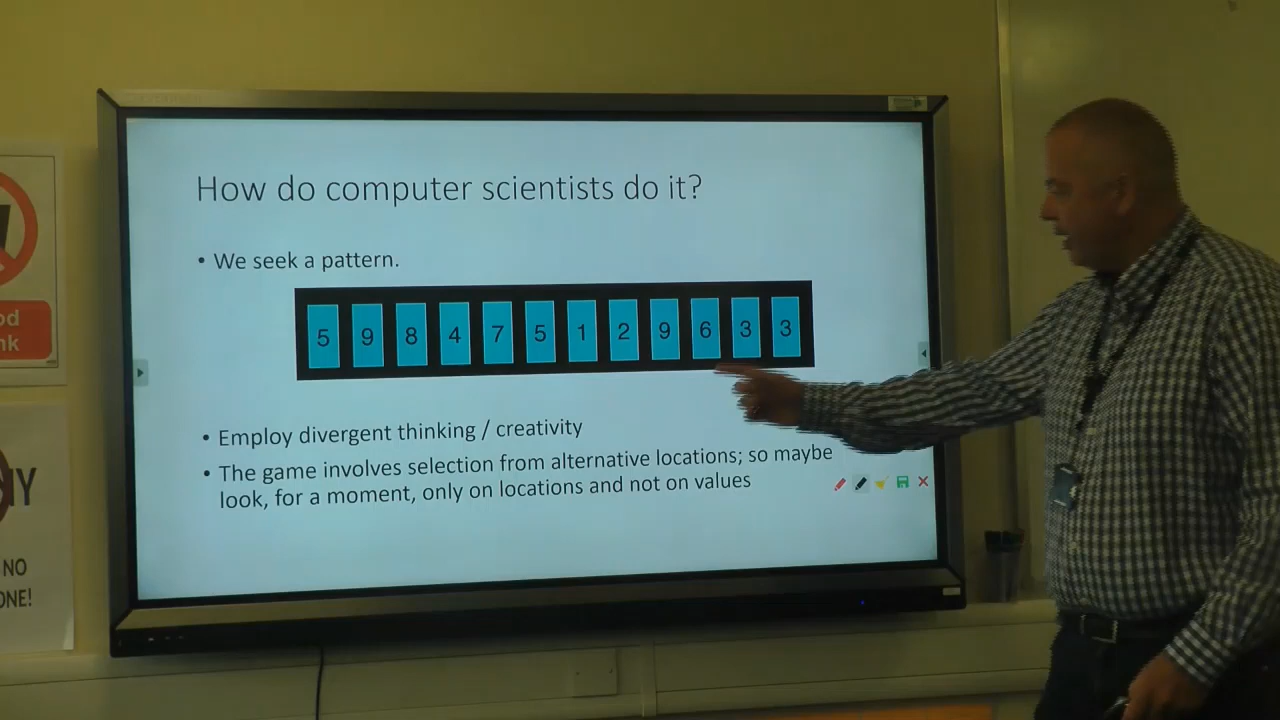 How do computer scientists do it?
• We seek a pattern.
5 9 8 4 7 5 1 2 9 6 3 3
• Employ divergent thinking / creativity
• The game involves selection from alternative locations; so maybe
look, for a moment, only on locations and not on values
od
nk
Y
NO
ONE!